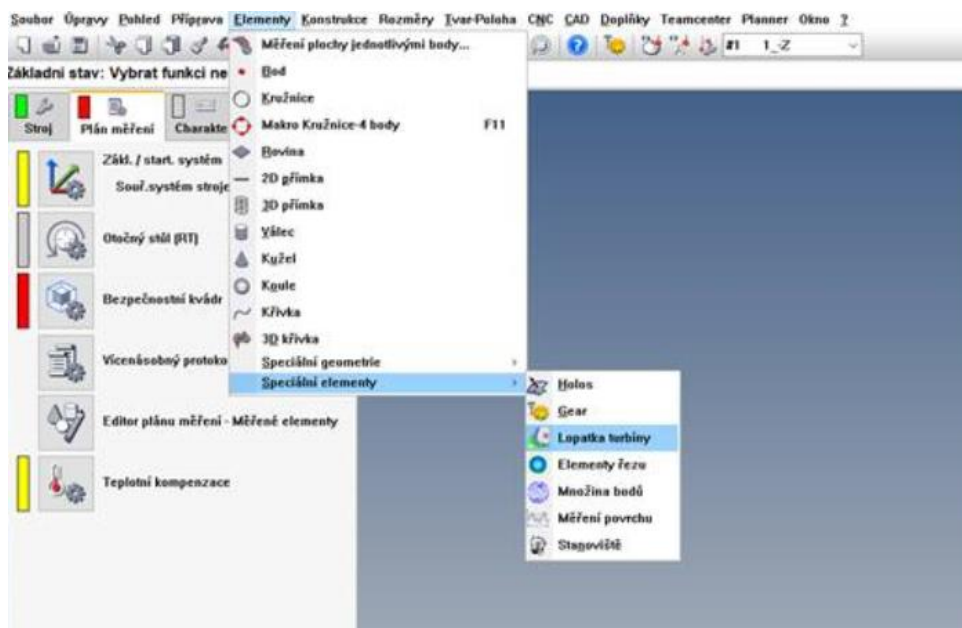 Soubor Úpravy Pohled Příprava Elementy Konstrukce Rozměry Tvar-Poloha CNC CAD Doplňky Teamcenter Planner Okno ?
#1 1_-Z
Základní stav: Vybrat funkci ne
Stroj Plán měření Charakte
Zákl. / start. systém
Souř.systém stroje
Otočný stůl (RT)
Bezpečnostní kvádr
Vícenásobný protoko
Editor plánu měření - Měřené elementy
Teplotní kompenzace
Měření plochy jednotlivými body...
Bod
Kružnice
Makro Kružnice-4 body F11
Rovina
2D přímka
3D přímka
Válec
Kužel
Koule
Křivka
3D křivka
Speciální geometrie
Speciální elementy
Holos
Gear
Lopatka turbíny
Elementy řezu
Množina bodů
Měření povrchu
Stanoviště